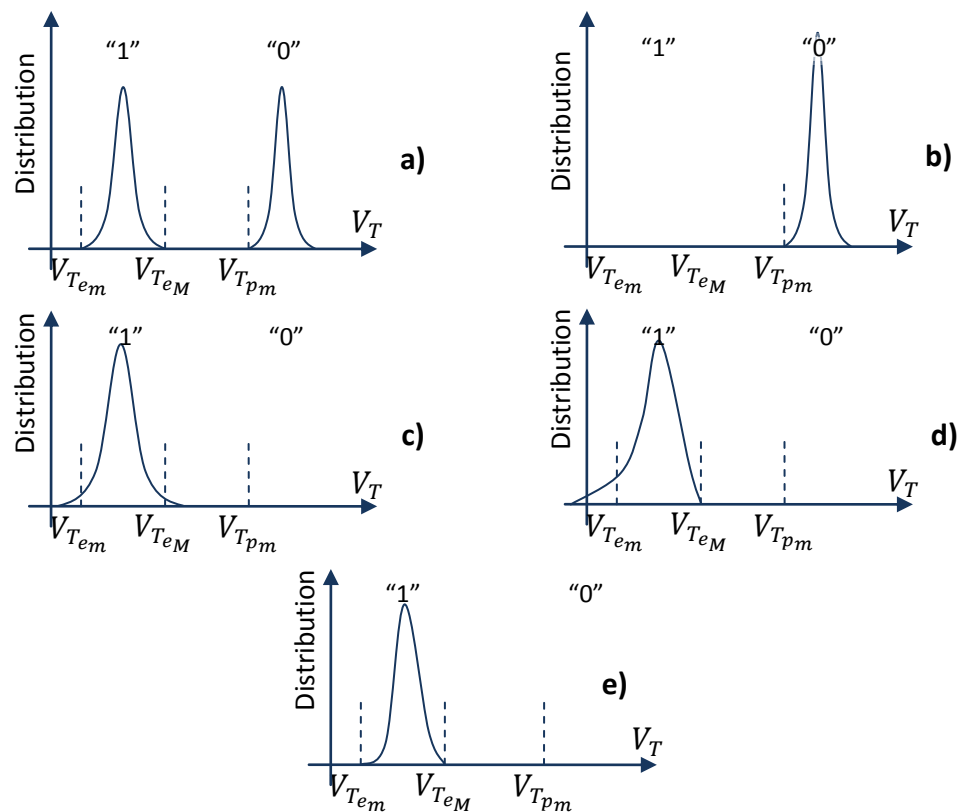 Distribution
“1”
“0”
a)
V_T
V_{T_{e_m}}
V_{T_{e_M}}
V_{T_{p_m}}
Distribution
“1”
“0”
b)
V_T
V_{T_{e_m}}
V_{T_{e_M}}
V_{T_{p_m}}
Distribution
“1”
“0”
c)
V_T
V_{T_{e_m}}
V_{T_{e_M}}
V_{T_{p_m}}
Distribution
“1”
“0”
d)
V_T
V_{T_{e_m}}
V_{T_{e_M}}
V_{T_{p_m}}
Distribution
“1”
“0”
e)
V_T
V_{T_{e_m}}
V_{T_{e_M}}
V_{T_{p_m}}